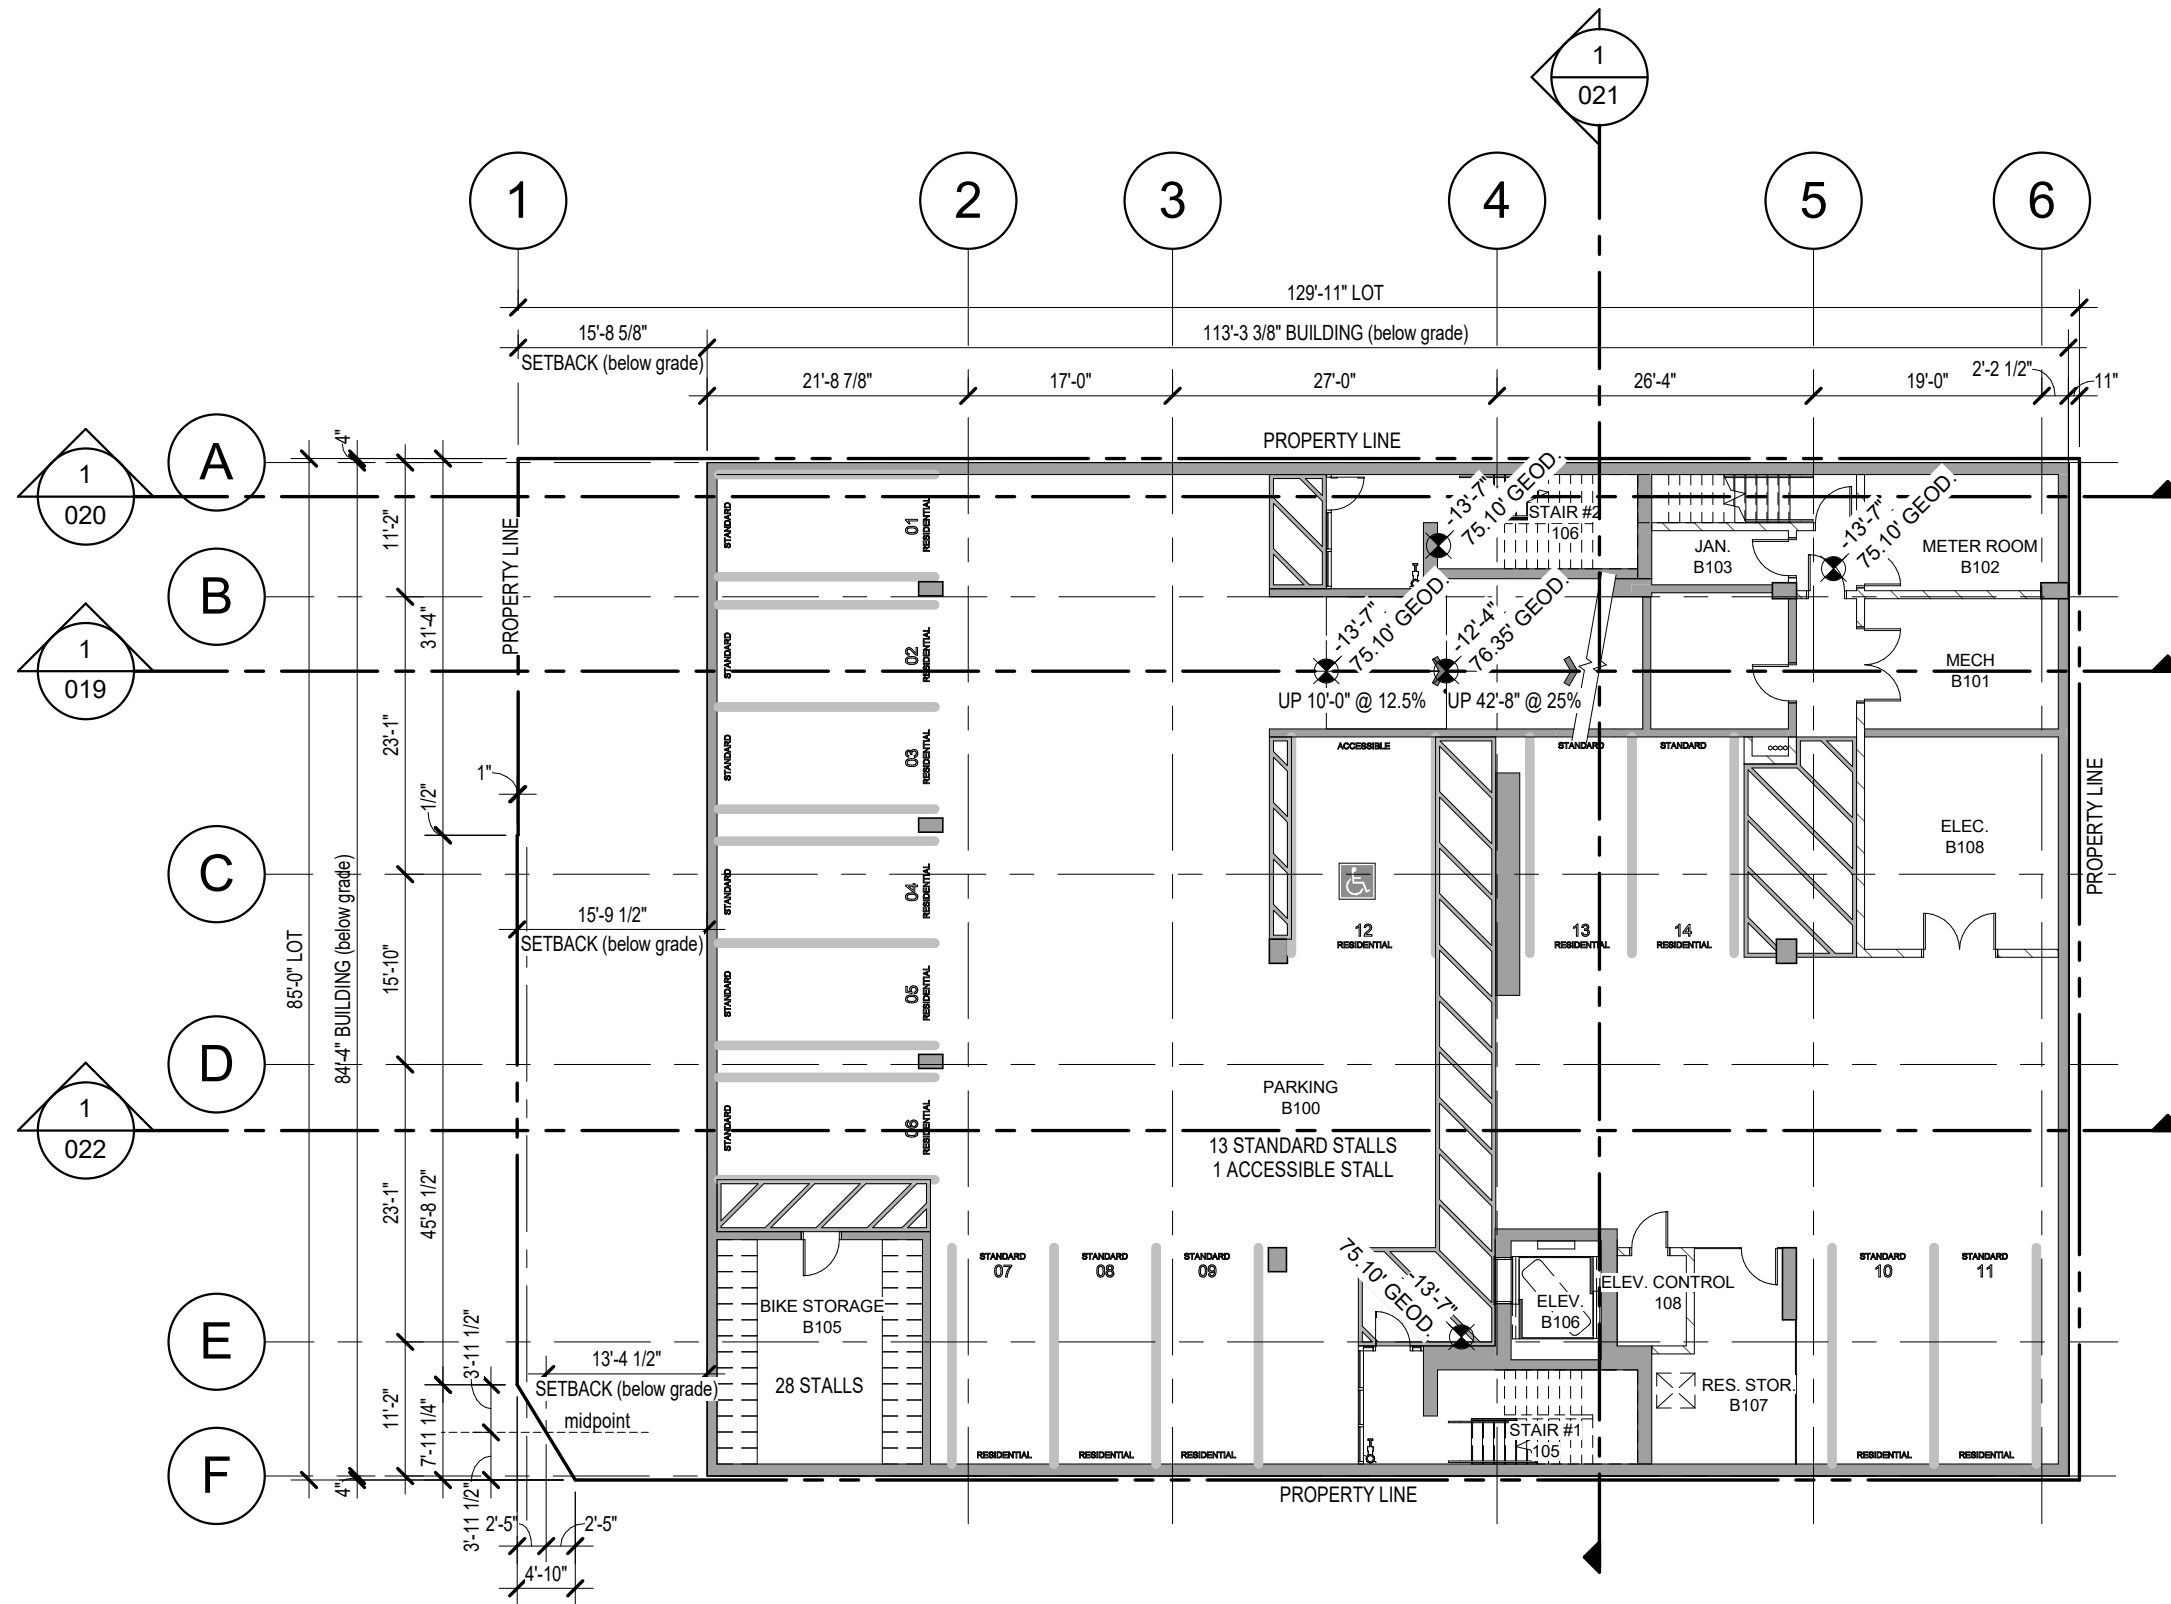 1
021
1
2
3
4
5
6
129'-11" LOT
15'-8 5/8"
113'-3 3/8" BUILDING (below grade)
SETBACK (below grade)
21'-8 7/8"
17'-0"
27'-0"
26'-4"
19'-0"
2'-2 1/2"
11"
PROPERTY LINE
A
B
C
D
E
F
1
020
1
019
1
022
4"
11'-2"
31'-4"
23'-1"
1/2"
1"
15'-10"
85'-0" LOT
84'-4" BUILDING (below grade)
23'-1"
45'-8 1/2"
11'-2"
7'-11 1/4"
3'-11 1/2"
3'-11 1/2"
4"
PROPERTY LINE
15'-9 1/2"
SETBACK (below grade)
13'-4 1/2"
SETBACK (below grade)
midpoint
2'-5"
2'-5"
4'-10"
STANDARD
01
RESIDENTIAL
STANDARD
02
RESIDENTIAL
STANDARD
03
RESIDENTIAL
STANDARD
04
RESIDENTIAL
STANDARD
05
RESIDENTIAL
STANDARD
06
RESIDENTIAL
-13'-7"
75.10' GEOD.
STAIR #2
106
JAN.
B103
-13'-7"
75.10' GEOD.
METER ROOM
B102
-13'-7"
75.10' GEOD.
-12'-4"
76.35' GEOD.
UP 10'-0" @ 12.5%
UP 42'-8" @ 25%
MECH
B101
ACCESSIBLE
12
RESIDENTIAL
STANDARD
13
RESIDENTIAL
STANDARD
14
RESIDENTIAL
ELEC.
B108
PROPERTY LINE
PARKING
B100
13 STANDARD STALLS
1 ACCESSIBLE STALL
BIKE STORAGE
B105
28 STALLS
STANDARD
07
RESIDENTIAL
STANDARD
08
RESIDENTIAL
STANDARD
09
RESIDENTIAL
-13'-7"
75.10' GEOD.
ELEV.
B106
ELEV. CONTROL
108
RES. STOR.
B107
STAIR #1
105
STANDARD
10
RESIDENTIAL
STANDARD
11
RESIDENTIAL
PROPERTY LINE